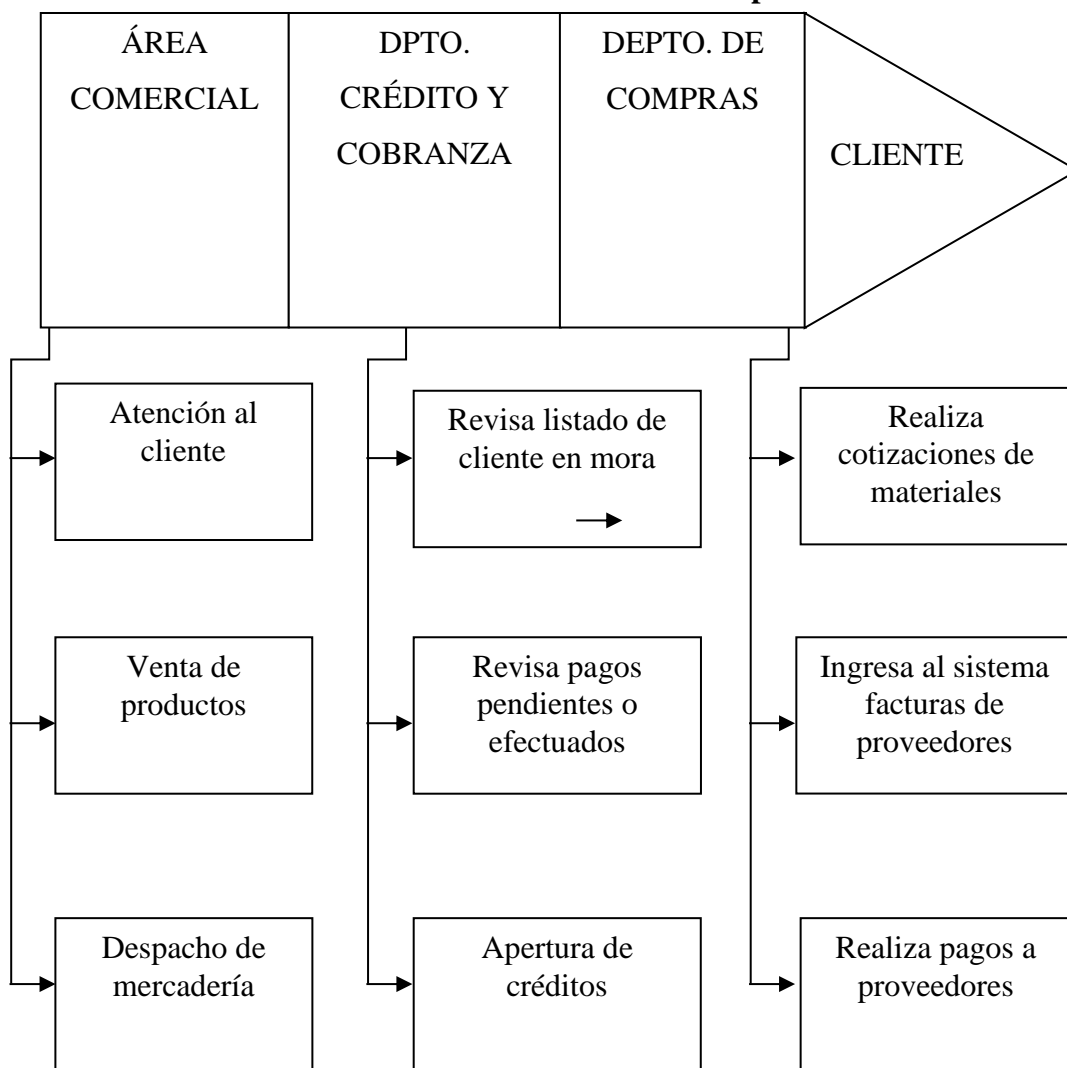 ÁREA
COMERCIAL
DPTO.
CRÉDITO Y
COBRANZA
DEPTO. DE
COMPRAS
CLIENTE
Atención al
cliente
Revisa listado de
cliente en mora
Realiza
cotizaciones de
materiales
Venta de
productos
Revisa pagos
pendientes o
efectuados
Ingresa al sistema
facturas de
proveedores
Despacho de
mercadería
Apertura de
créditos
Realiza pagos a
proveedores